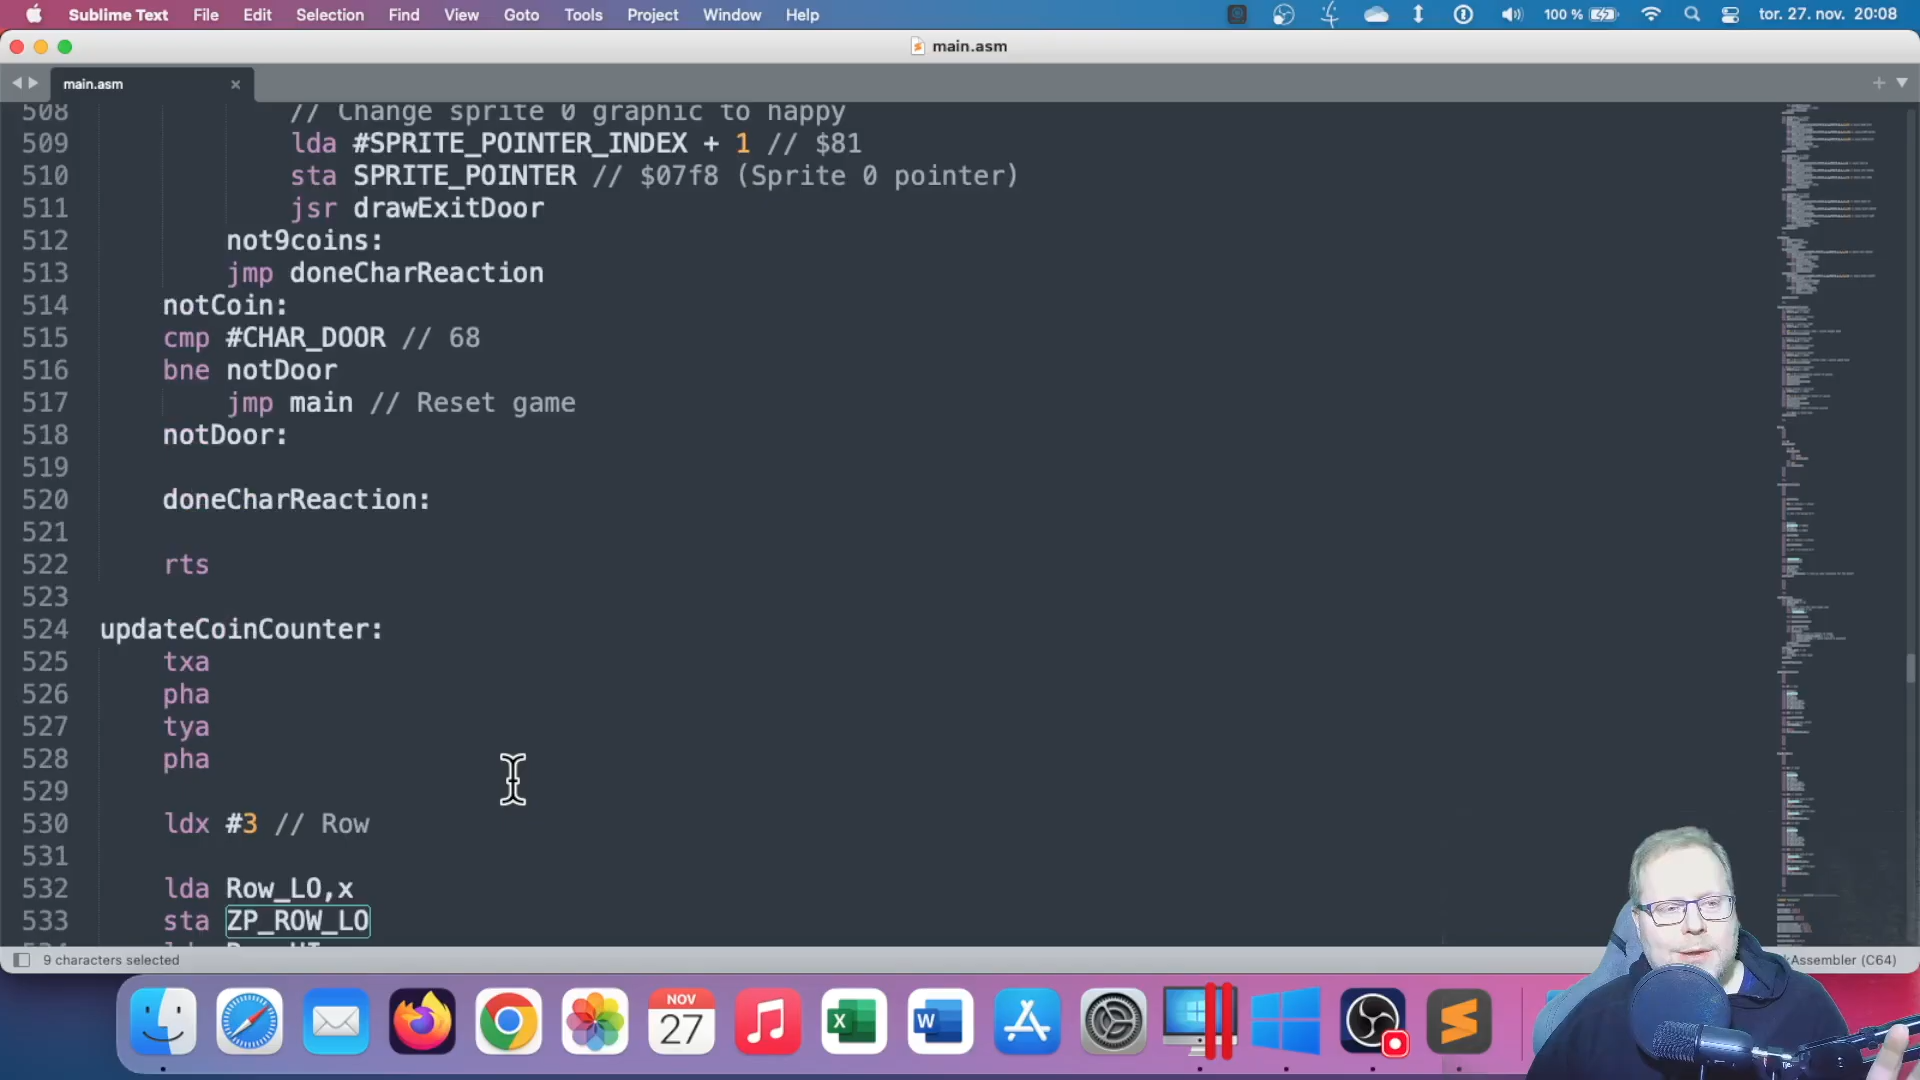 Sublime Text File Edit Selection Find View Goto Tools Project Window Help 100 % tor. 27. nov. 20:08
main.asm
main.asm
508 // Change sprite 0 graphic to happy
509 lda #SPRITE_POINTER_INDEX + 1 // $81
510 sta SPRITE_POINTER // $07f8 (Sprite 0 pointer)
511 jsr drawExitDoor
512 not9coins:
513 jmp doneCharReaction
514 notCoin:
515 cmp #CHAR_DOOR // 68
516 bne notDoor
517 jmp main // Reset game
518 notDoor:
519
520 doneCharReaction:
521
522 rts
523
524 updateCoinCounter:
525 txa
526 pha
527 tya
528 pha
529
530 ldx #3 // Row
531
532 lda Row_LO,x
533 sta ZP_ROW_LO
9 characters selected kAssembler (C64)
NOV
27
X
W